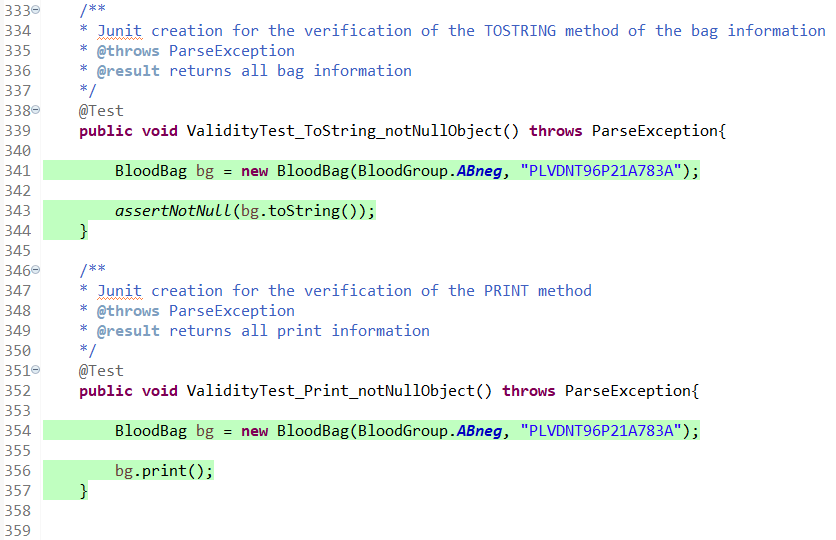 333 /**
334 * Junit creation for the verification of the TOSTRING method of the bag information
335 * @throws ParseException
336 * @result returns all bag information
337 */
338 @Test
339 public void ValidityTest_ToString_notNullObject() throws ParseException{
340
341 BloodBag bg = new BloodBag(BloodGroup.ABneg, "PLVDNT96P21A783A");
342
343 assertNotNull(bg.toString());
344 }
345
346 /**
347 * Junit creation for the verification of the PRINT method
348 * @throws ParseException
349 * @result returns all print information
350 */
351 @Test
352 public void ValidityTest_Print_notNullObject() throws ParseException{
353
354 BloodBag bg = new BloodBag(BloodGroup.ABneg, "PLVDNT96P21A783A");
355
356 bg.print();
357 }
358
359